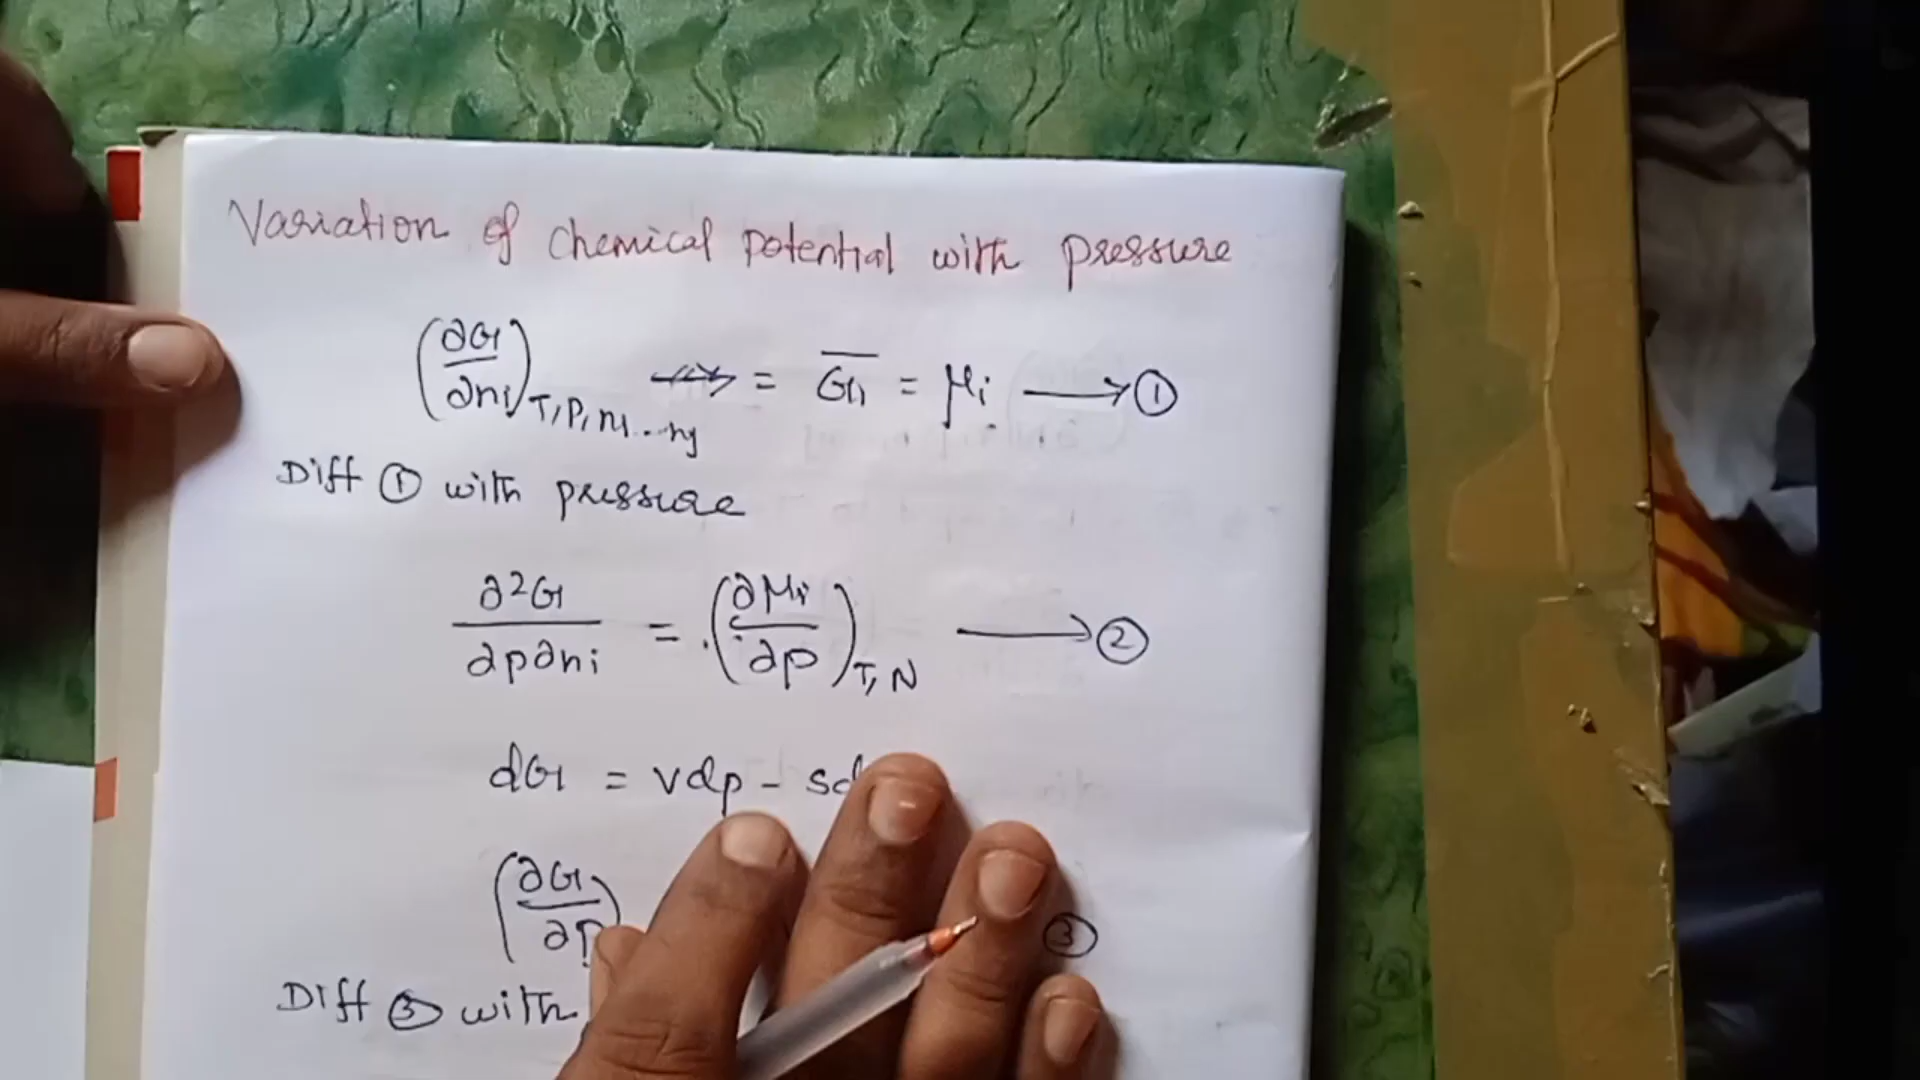 Variation of chemical potential with pressure
(∂G/∂ni)T,P,n1...nj = G̅i = μi ⟶ ①
Diff ① with pressure
∂²G/∂p∂ni = (∂μi/∂p)T,N ⟶ ②
dG = vdp - sd
(∂G/∂p) ③
Diff ③ with